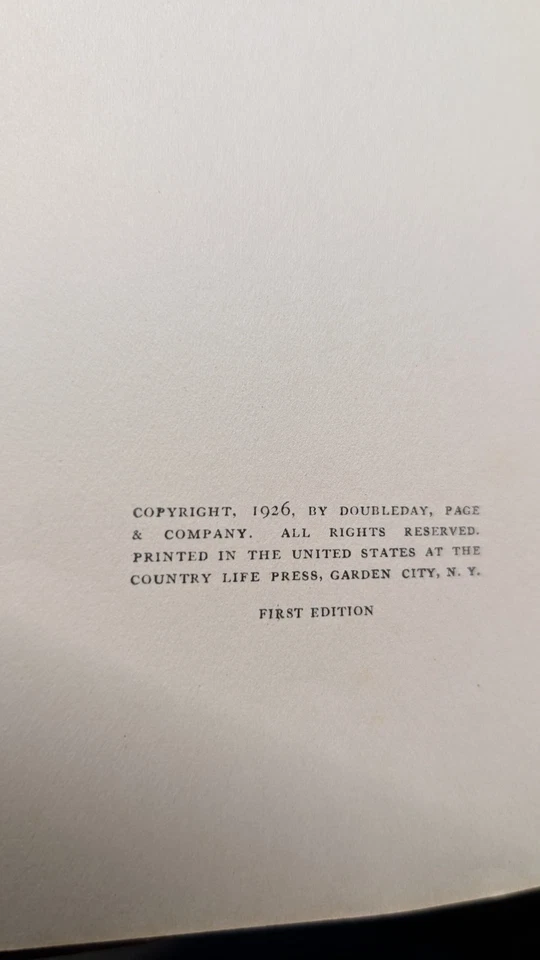 COPYRIGHT, 1926, BY DOUBLEDAY, PAGE
& COMPANY. ALL RIGHTS RESERVED.
PRINTED IN THE UNITED STATES AT THE
COUNTRY LIFE PRESS, GARDEN CITY, N. Y.
FIRST EDITION